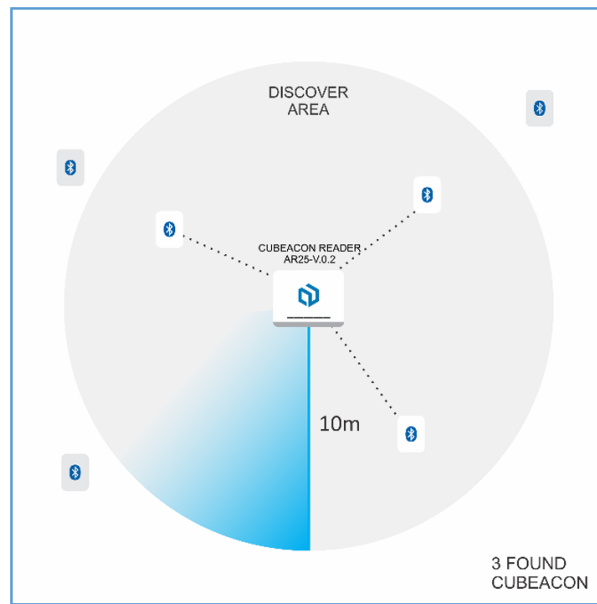 DISCOVER
AREA
CUBEACON READER
AR25-V.0.2
10m
3 FOUND
CUBEACON